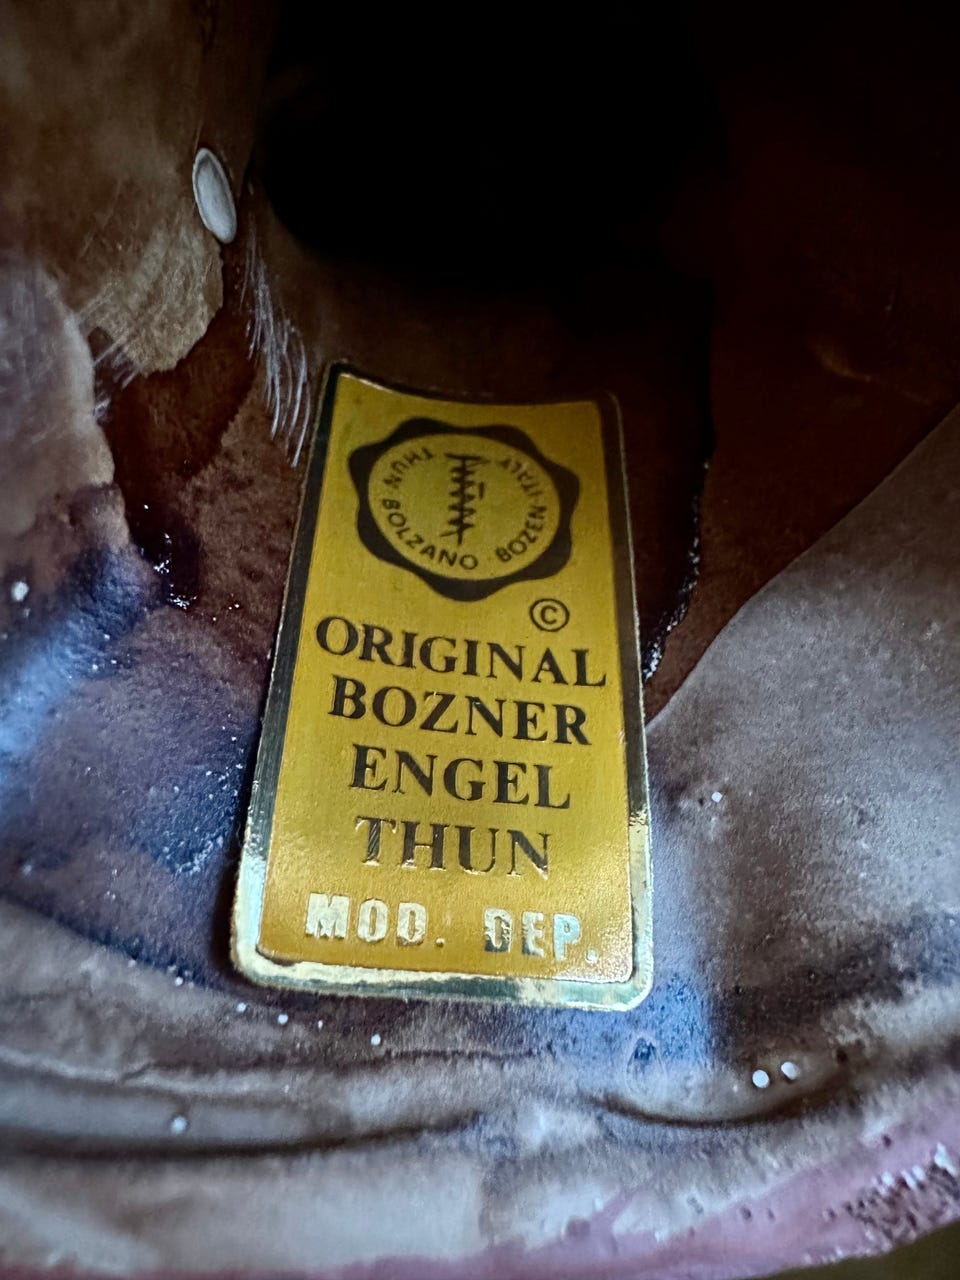 THUN · BOLZANO · BOZEN · ITALY
©
ORIGINAL
BOZNER
ENGEL
THUN
MOD. DEP.